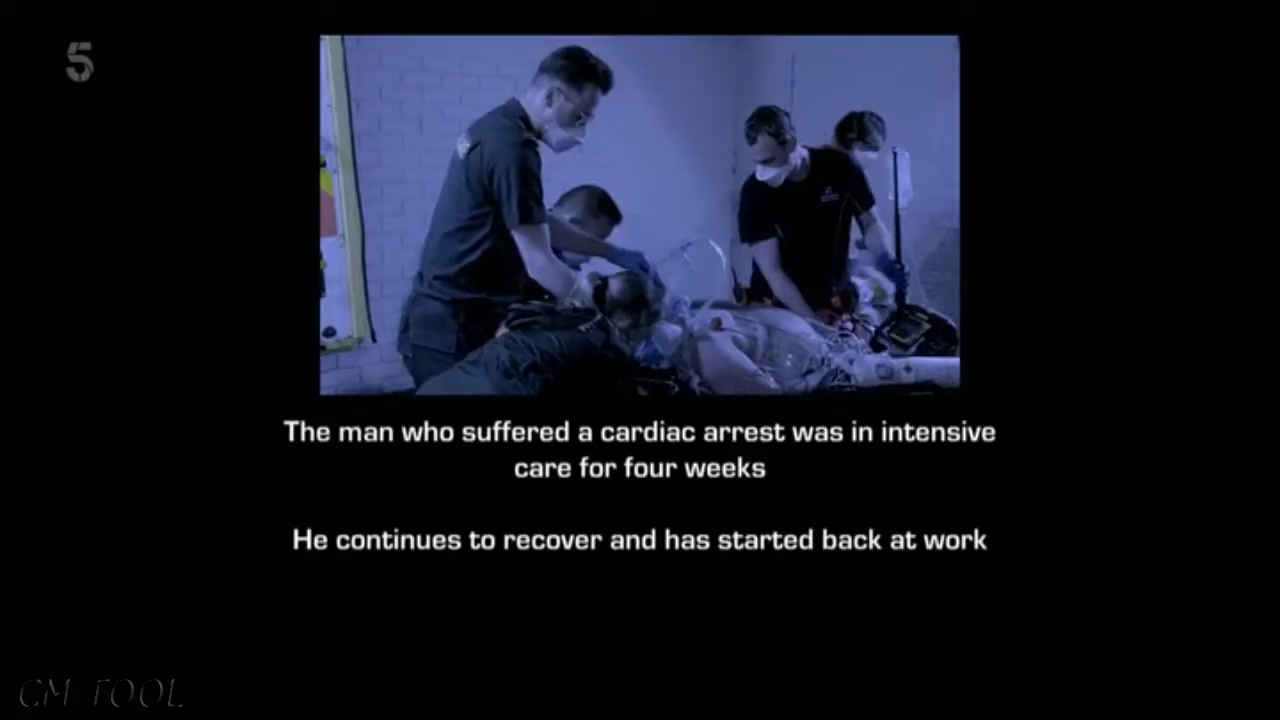 5
The man who suffered a cardiac arrest was in intensive
care for four weeks
He continues to recover and has started back at work
CM TOOL